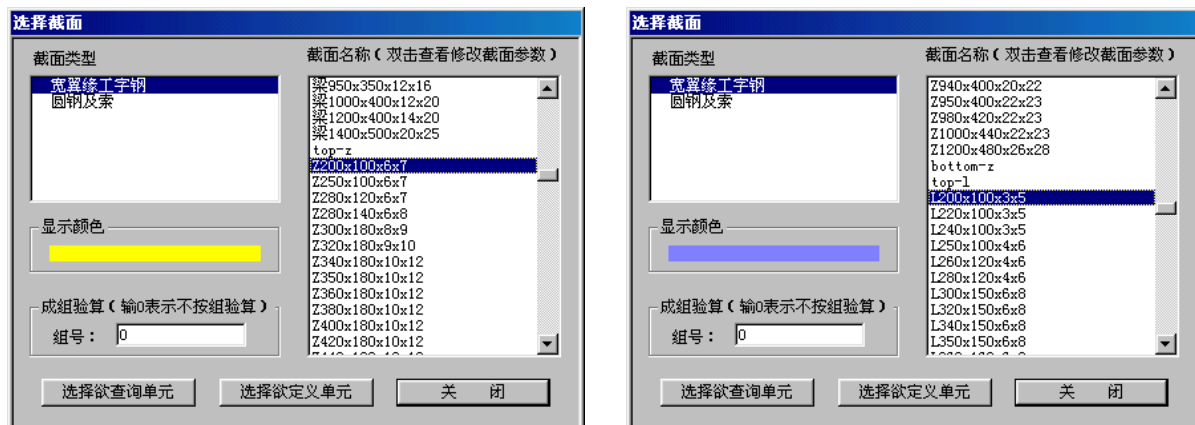 选择截面
截面类型
宽翼缘工字钢
圆钢及索
显示颜色
成组验算(输0表示不按组验算)
组号:
0
截面名称(双击查看修改截面参数)
梁950x350x12x16
梁1000x400x12x20
梁1200x400x14x20
梁1400x500x20x25
top-z
Z200x100x6x7
Z250x100x6x7
Z280x120x6x7
Z280x140x6x8
Z300x180x8x9
Z320x180x9x10
Z340x180x10x12
Z350x180x10x12
Z360x180x10x12
Z380x180x10x12
Z400x180x10x12
Z420x180x10x12
选择欲查询单元
选择欲定义单元
关 闭
选择截面
截面类型
宽翼缘工字钢
圆钢及索
显示颜色
成组验算(输0表示不按组验算)
组号:
0
截面名称(双击查看修改截面参数)
Z940x400x20x22
Z950x400x22x23
Z980x420x22x23
Z1000x440x22x23
Z1200x480x26x28
bottom-z
top-l
L200x100x3x5
L220x100x3x5
L240x100x3x5
L250x100x4x6
L260x120x4x6
L280x120x4x6
L300x150x6x8
L320x150x6x8
L340x150x6x8
L350x150x6x8
选择欲查询单元
选择欲定义单元
关 闭